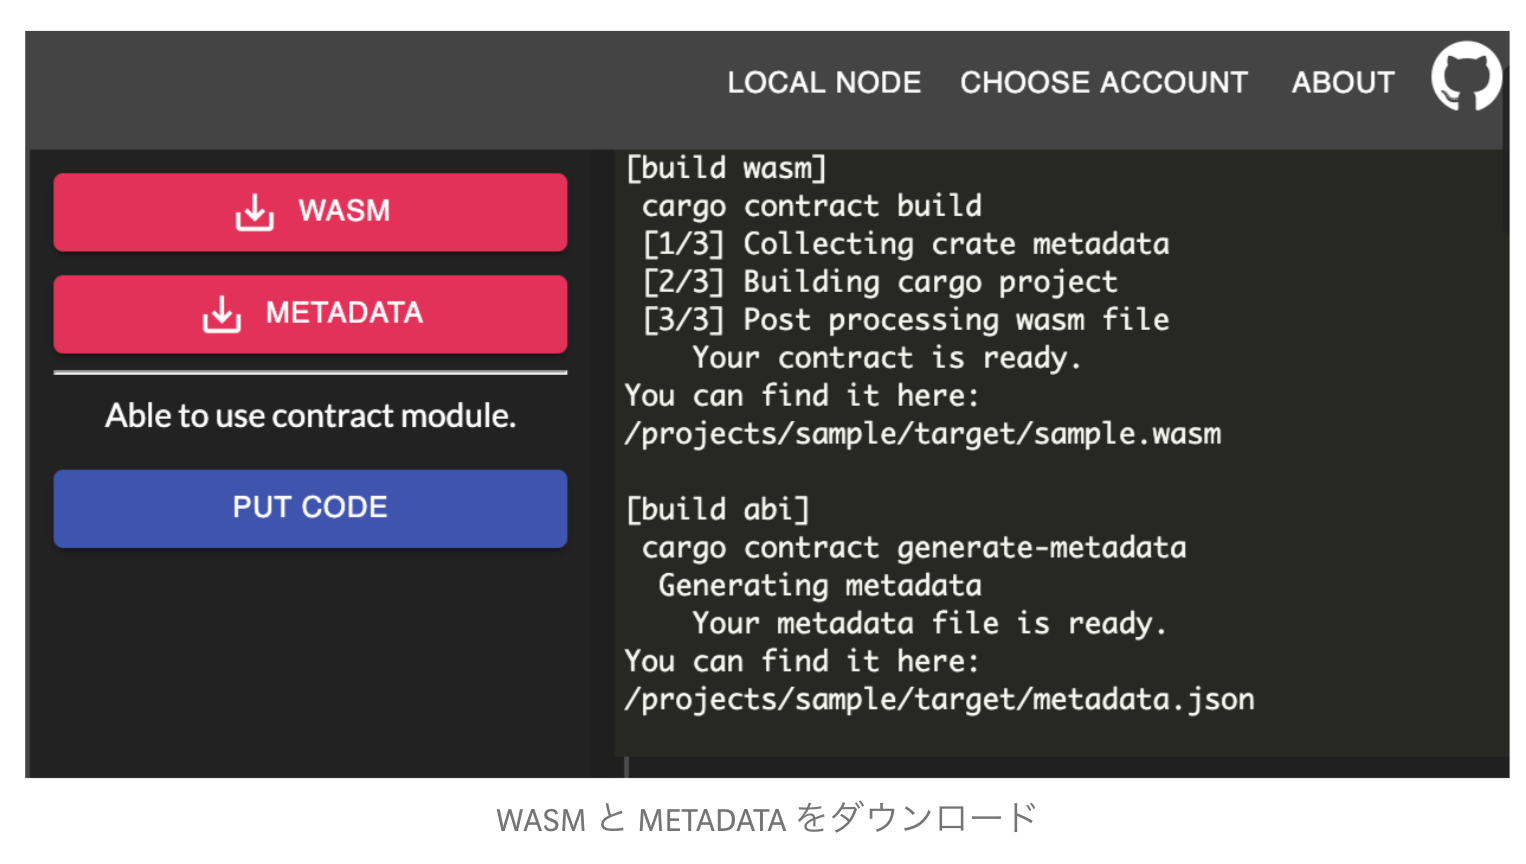 LOCAL NODE CHOOSE ACCOUNT ABOUT
WASM
METADATA
Able to use contract module.
PUT CODE
[build wasm]
cargo contract build
[1/3] Collecting crate metadata
[2/3] Building cargo project
[3/3] Post processing wasm file
Your contract is ready.
You can find it here:
/projects/sample/target/sample.wasm
[build abi]
cargo contract generate-metadata
Generating metadata
Your metadata file is ready.
You can find it here:
/projects/sample/target/metadata.json
WASM と METADATA をダウンロード